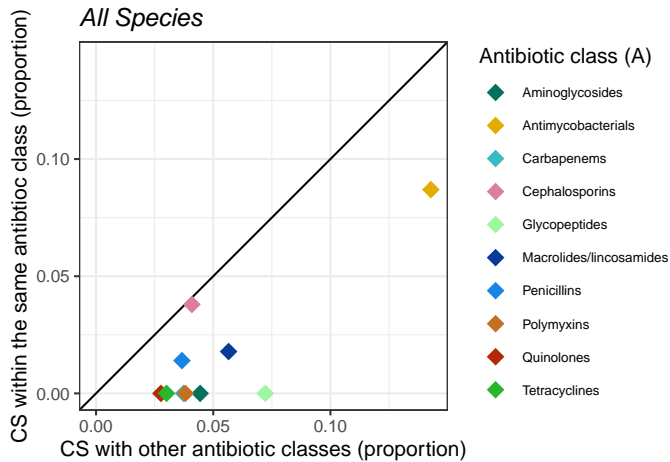 All Species
CS within the same antibtioc class (proportion)
0.10
0.05
0.00
0.00
0.05
0.10
CS with other antibiotic classes (proportion)
Antibiotic class (A)
Aminoglycosides
Antimycobacterials
Carbapenems
Cephalosporins
Glycopeptides
Macrolides/lincosamides
Penicillins
Polymyxins
Quinolones
Tetracyclines